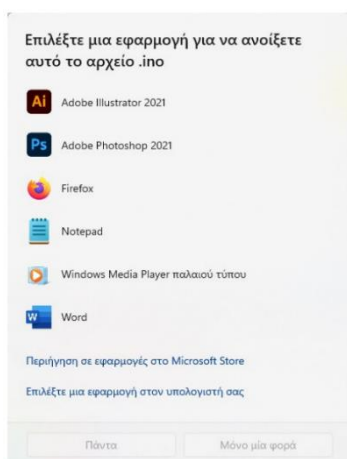 Επιλέξτε μια εφαρμογή για να ανοίξετε
αυτό το αρχείο .ino
Ai Adobe Illustrator 2021
Ps Adobe Photoshop 2021
Firefox
Notepad
Windows Media Player παλαιού τύπου
W Word
Περιήγηση σε εφαρμογές στο Microsoft Store
Επιλέξτε μια εφαρμογή στον υπολογιστή σας
Πάντα
Μόνο μία φορά